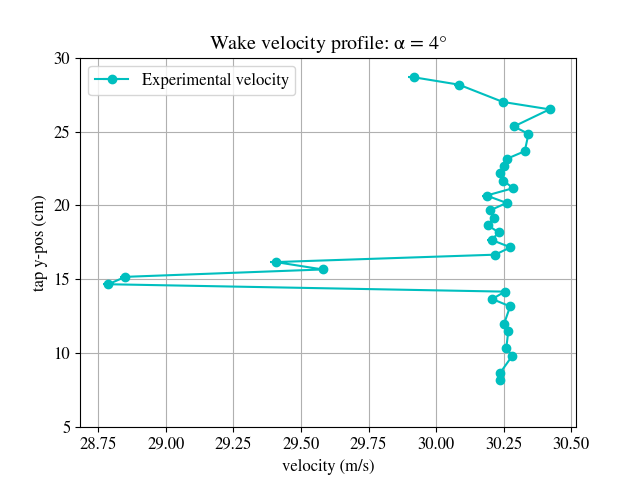 Wake velocity profile: α = 4°
Experimental velocity
30
25
20
15
10
5
tap y-pos (cm)
28.75 29.00 29.25 29.50 29.75 30.00 30.25 30.50
velocity (m/s)